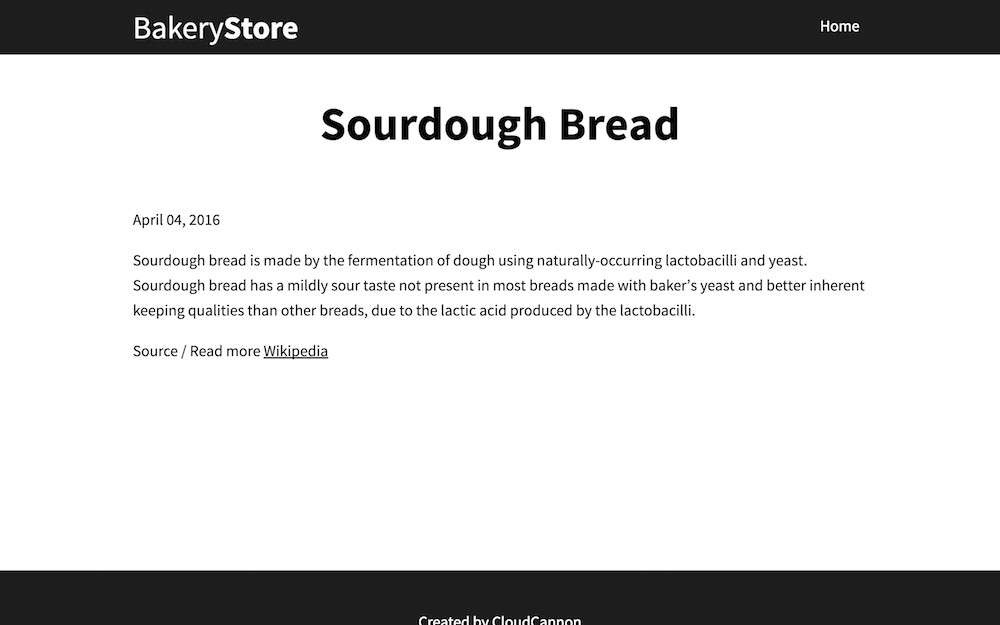 BakeryStore
Home
Sourdough Bread
April 04, 2016
Sourdough bread is made by the fermentation of dough using naturally-occurring lactobacilli and yeast.
Sourdough bread has a mildly sour taste not present in most breads made with baker’s yeast and better inherent
keeping qualities than other breads, due to the lactic acid produced by the lactobacilli.
Source / Read more Wikipedia
Created by CloudCannon